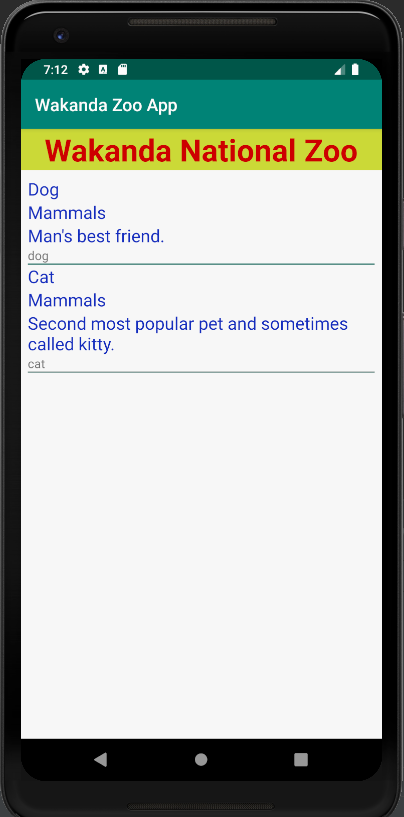 7:12
Wakanda Zoo App
Wakanda National Zoo
Dog
Mammals
Man's best friend.
dog
Cat
Mammals
Second most popular pet and sometimes
called kitty.
cat